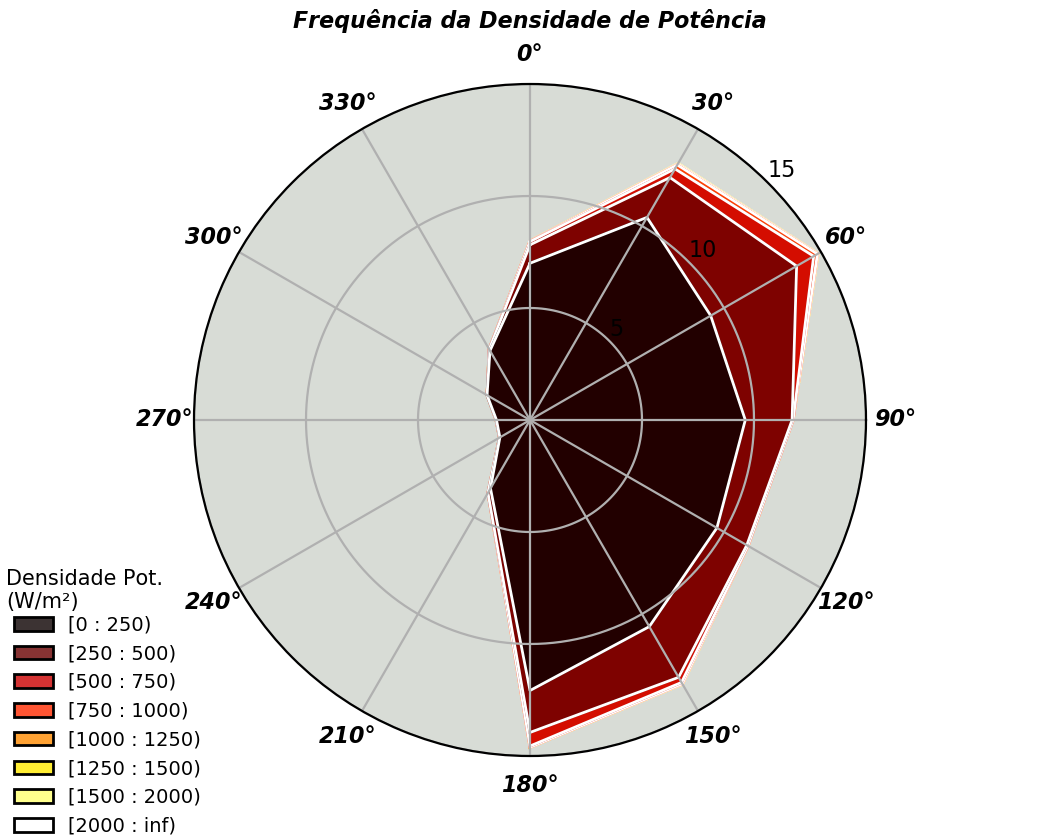 Frequência da Densidade de Potência
0°
330°
30°
15
300°
60°
10
5
270°
90°
Densidade Pot.
(W/m²)
240°
120°
[0 : 250)
[250 : 500)
[500 : 750)
[750 : 1000)
210°
150°
[1000 : 1250)
[1250 : 1500)
180°
[1500 : 2000)
[2000 : inf)